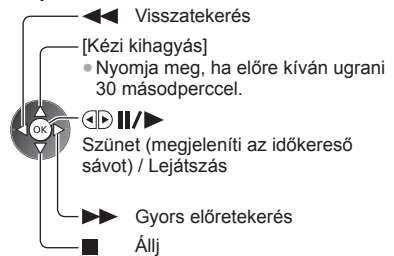 ◀◀ Visszatekerés
[Kézi kihagyás]
● Nyomja meg, ha előre kíván ugrani
30 másodperccel.
OK
II/▶
Szünet (megjeleníti az időkereső
sávot) / Lejátszás
▶▶ Gyors előretekerés
■ Állj